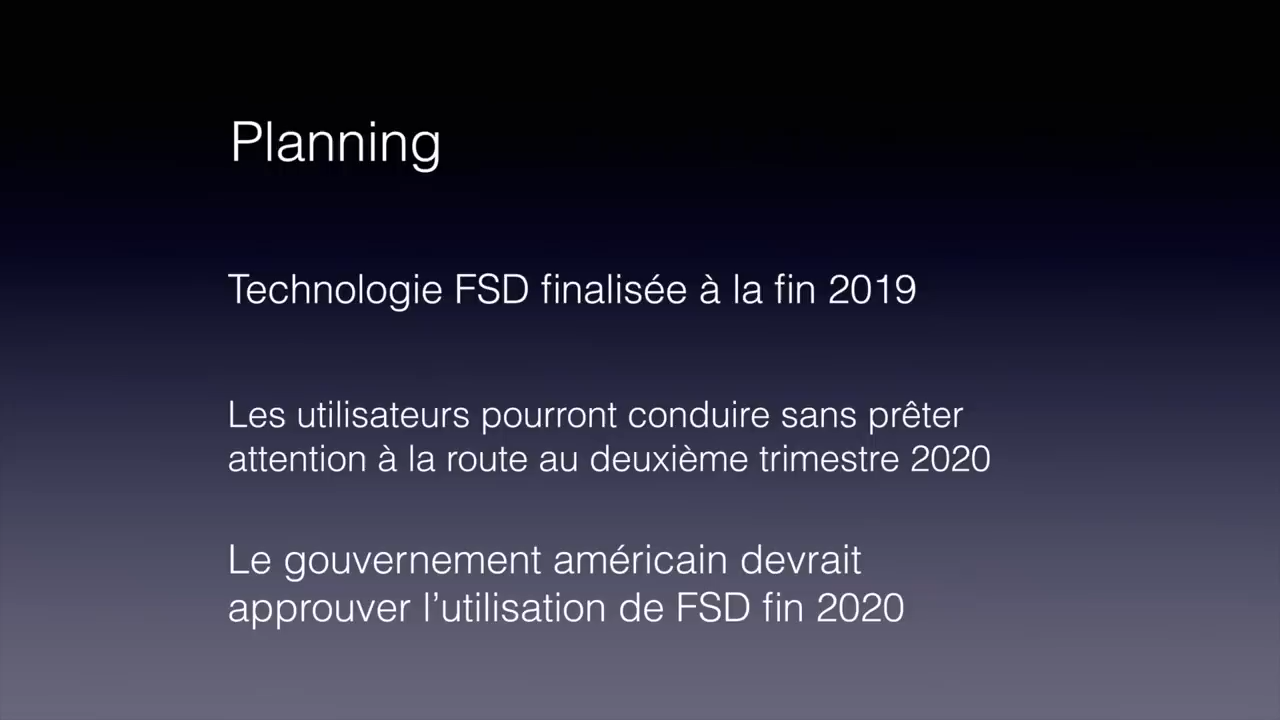 Planning
Technologie FSD finalisée à la fin 2019
Les utilisateurs pourront conduire sans prêter
attention à la route au deuxième trimestre 2020
Le gouvernement américain devrait
approuver l’utilisation de FSD fin 2020